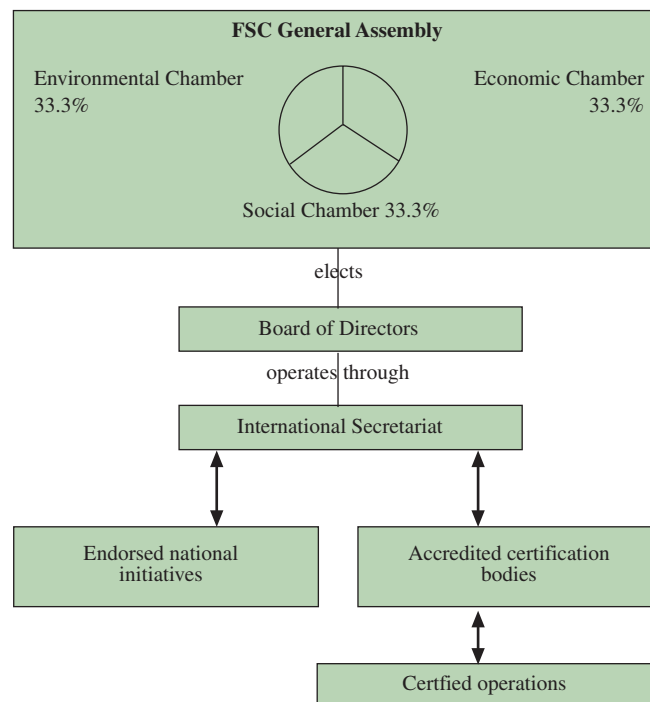 FSC General Assembly
Environmental Chamber
33.3%
Economic Chamber
33.3%
Social Chamber 33.3%
elects
Board of Directors
operates through
International Secretariat
Endorsed national
initiatives
Accredited certification
bodies
Certfied operations